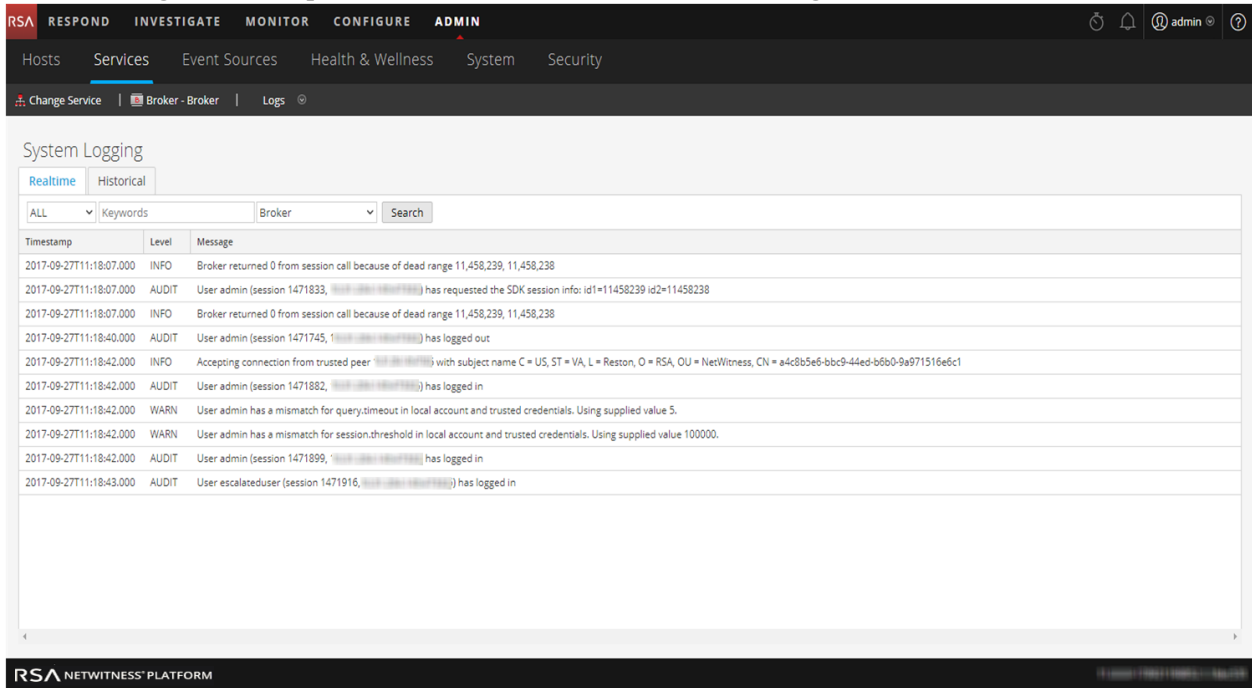 RSA RESPOND INVESTIGATE MONITOR CONFIGURE ADMIN admin ?
Hosts Services Event Sources Health & Wellness System Security
Change Service | Broker - Broker | Logs
System Logging
Realtime Historical
ALL Keywords Broker Search
Timestamp Level Message
2017-09-27T11:18:07.000 INFO Broker returned 0 from session call because of dead range 11,458,239, 11,458,238
2017-09-27T11:18:07.000 AUDIT User admin (session 1471833, ) has requested the SDK session info: id1=11458239 id2=11458238
2017-09-27T11:18:07.000 INFO Broker returned 0 from session call because of dead range 11,458,239, 11,458,238
2017-09-27T11:18:40.000 AUDIT User admin (session 1471745, ) has logged out
2017-09-27T11:18:42.000 INFO Accepting connection from trusted peer with subject name C = US, ST = VA, L = Reston, O = RSA, OU = NetWitness, CN = a4c8b5e6-bbc9-44ed-b6b0-9a971516e6c1
2017-09-27T11:18:42.000 AUDIT User admin (session 1471882, ) has logged in
2017-09-27T11:18:42.000 WARN User admin has a mismatch for query.timeout in local account and trusted credentials. Using supplied value 5.
2017-09-27T11:18:42.000 WARN User admin has a mismatch for session.threshold in local account and trusted credentials. Using supplied value 100000.
2017-09-27T11:18:42.000 AUDIT User admin (session 1471899, has logged in
2017-09-27T11:18:43.000 AUDIT User escalateduser (session 1471916, ) has logged in
RSA NETWITNESS® PLATFORM